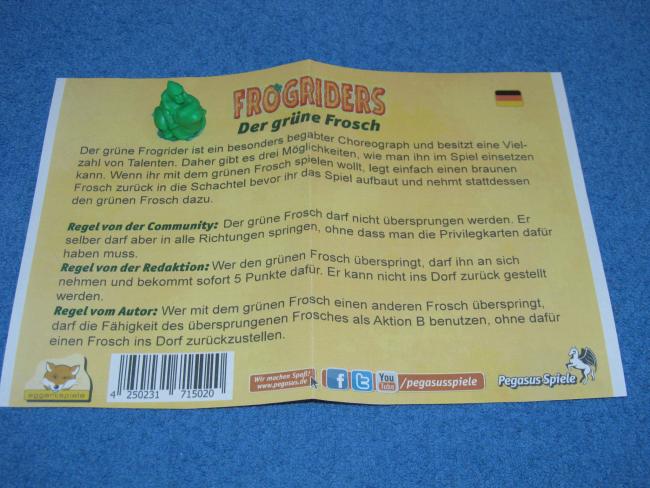 FROGRIDERS
Der grüne Frosch
Der grüne Frogrider ist ein besonders begabter Choreograph und besitzt eine Viel-
zahl von Talenten. Daher gibt es drei Möglichkeiten, wie man ihn im Spiel einsetzen
kann. Wenn ihr mit dem grünen Frosch spielen wollt, legt einfach einen braunen
Frosch zurück in die Schachtel bevor ihr das Spiel aufbaut und nehmt stattdessen
den grünen Frosch dazu.
Regel von der Community: Der grüne Frosch darf nicht übersprungen werden. Er
selber darf aber in alle Richtungen springen, ohne dass man die Privilegkarten dafür
haben muss.
Regel von der Redaktion: Wer den grünen Frosch überspringt, darf ihn an sich
nehmen und bekommt sofort 5 Punkte dafür. Er kann nicht ins Dorf zurück gestellt
werden.
Regel vom Autor: Wer mit dem grünen Frosch einen anderen Frosch überspringt,
darf die Fähigkeit des übersprungenen Frosches als Aktion B benutzen, ohne dafür
einen Frosch ins Dorf zurückzustellen.
eggertspiele
4 250231 715020
Wir machen Spaß!
www.pegasus.de
f t You Tube /pegasusspiele
Pegasus Spiele